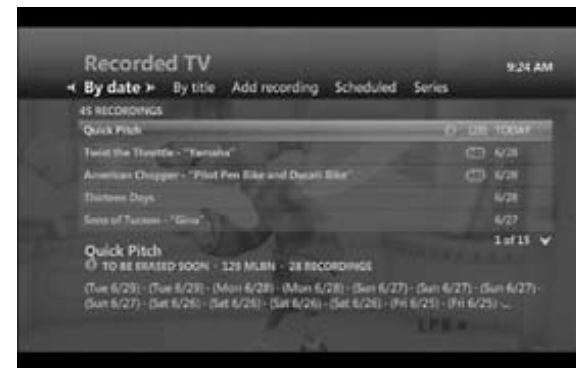 Recorded TV
9:24 AM
By date By title Add recording Scheduled Series
45 RECORDINGS
Quick Pitch (28) TODAY
Twist the Throttle - "Yamaha" 6/28
American Chopper - "Pilot Pen Bike and Ducati Bike" 6/28
Thirteen Days 6/28
Sons of Tucson - "Gina" 6/27
1 of 15
Quick Pitch
TO BE ERASED SOON · 129 MLBN · 28 RECORDINGS
(Tue 6/29) · (Tue 6/29) · (Mon 6/28) · (Mon 6/28) · (Sun 6/27) · (Sun 6/27) · (Sun 6/27) ·
(Sun 6/27) · (Sat 6/26) · (Sat 6/26) · (Sat 6/26) · (Sat 6/26) · (Fri 6/25) · (Fri 6/25) ·...